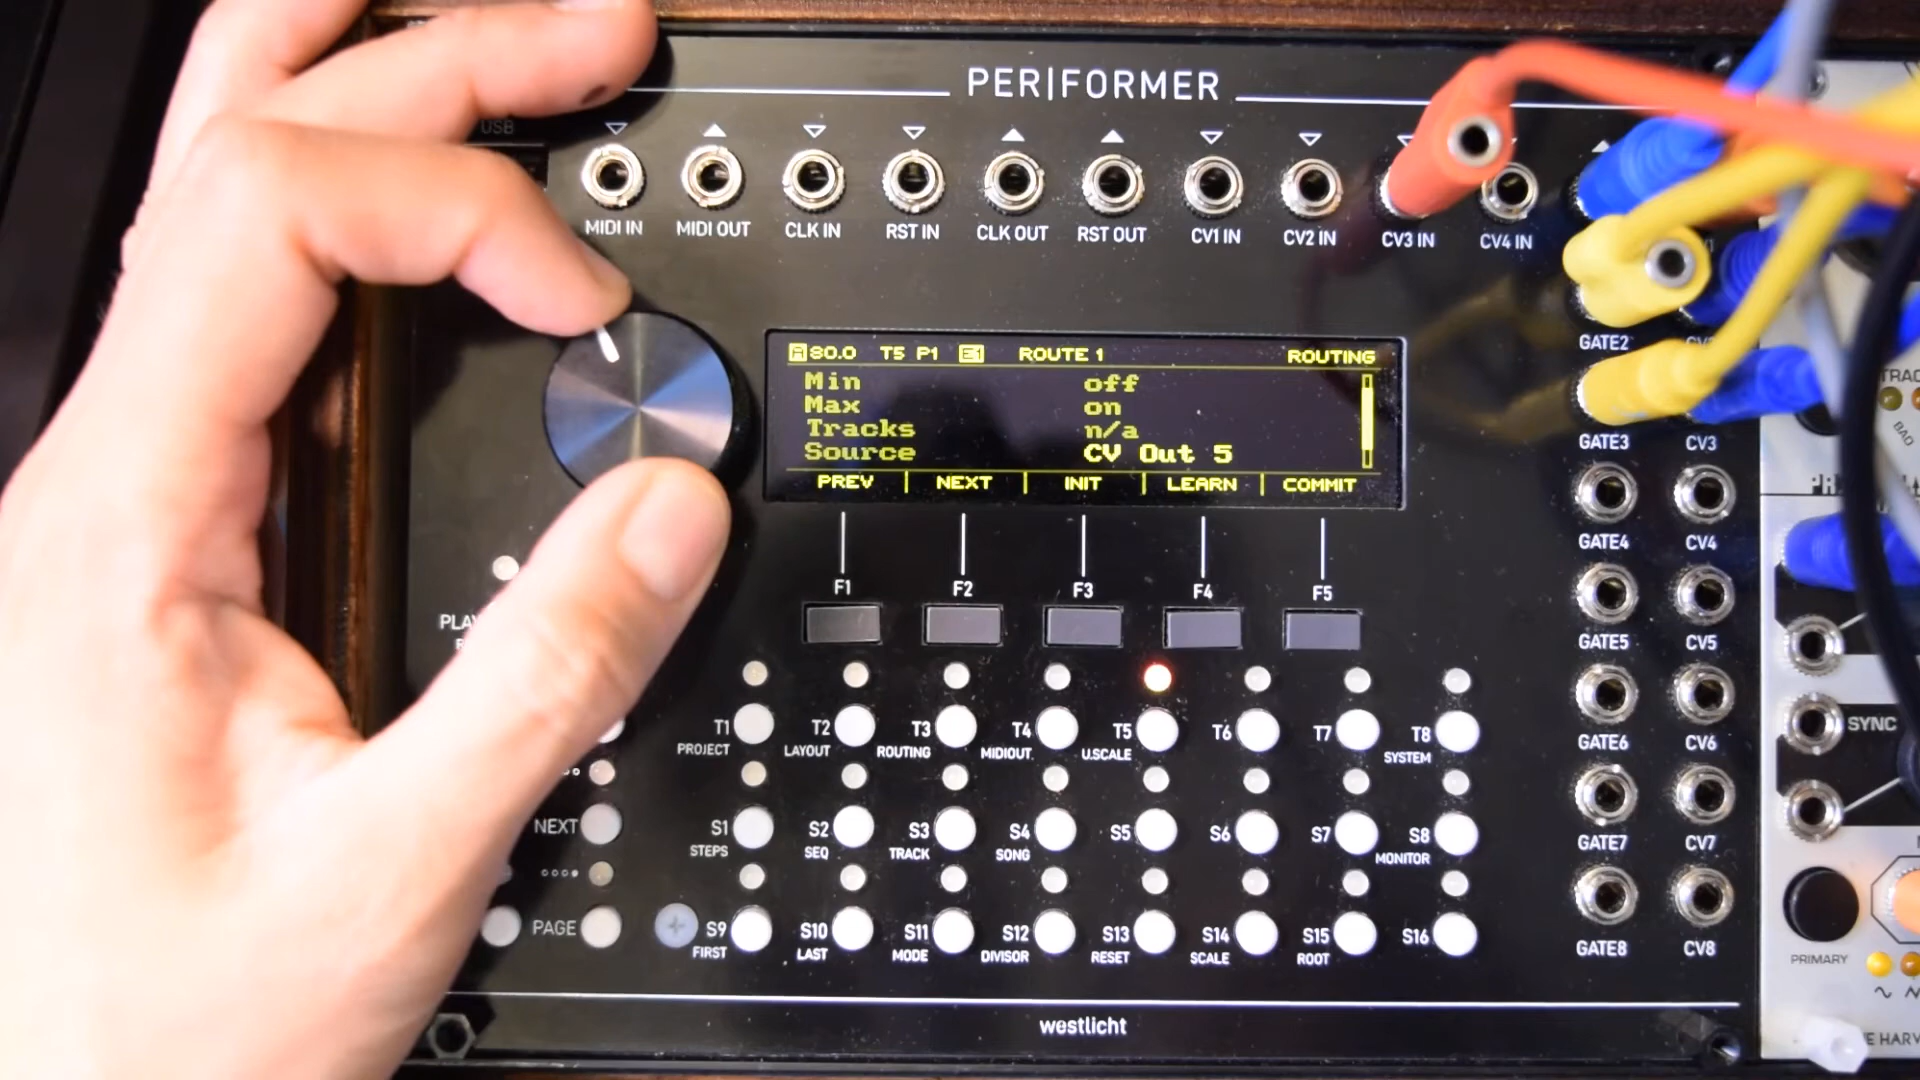 PER|FORMER
USB
MIDI IN MIDI OUT CLK IN RST IN CLK OUT RST OUT CV1 IN CV2 IN CV3 IN CV4 IN
A 80.0 T5 P1 E1 ROUTE 1 ROUTING
Min off
Max on
Tracks n/a
Source CV Out 5
PREV NEXT INIT LEARN COMMIT
F1 F2 F3 F4 F5
GATE2
GATE3 CV3
GATE4 CV4
GATE5 CV5
GATE6 CV6
GATE7 CV7
GATE8 CV8
PLAY
T1 T2 T3 T4 T5 T6 T7 T8
PROJECT LAYOUT ROUTING MIDIOUT U.SCALE SYSTEM
NEXT S1 S2 S3 S4 S5 S6 S7 S8
STEPS SEQ TRACK SONG MONITOR
PAGE S9 S10 S11 S12 S13 S14 S15 S16
FIRST LAST MODE DIVISOR RESET SCALE ROOT
westlicht
BAD
SYNC
PRIMARY